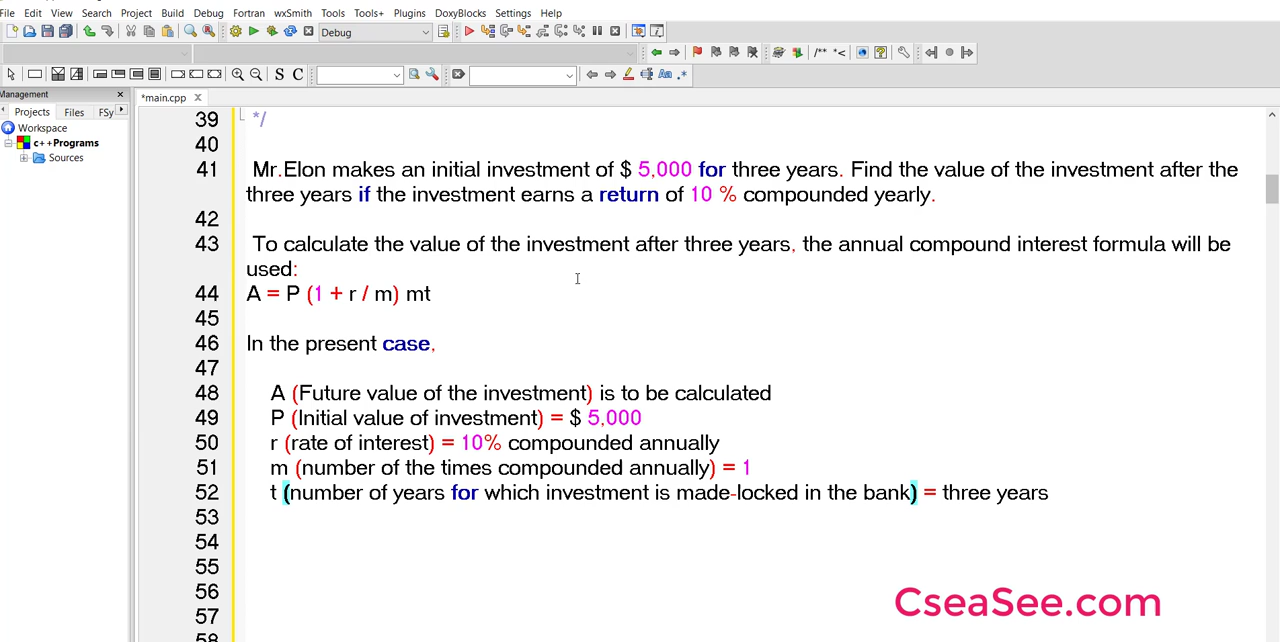 File Edit View Search Project Build Debug Fortran wxSmith Tools Tools+ Plugins DoxyBlocks Settings Help
Debug
/** *<
S C
Aa .*
Management
*main.cpp
Projects Files FSy
Workspace
c++Programs
Sources
39 */
40
41 Mr.Elon makes an initial investment of $ 5,000 for three years. Find the value of the investment after the
three years if the investment earns a return of 10 % compounded yearly.
42
43 To calculate the value of the investment after three years, the annual compound interest formula will be
used:
44 A = P (1 + r / m) mt
45
46 In the present case,
47
48 A (Future value of the investment) is to be calculated
49 P (Initial value of investment) = $ 5,000
50 r (rate of interest) = 10% compounded annually
51 m (number of the times compounded annually) = 1
52 t (number of years for which investment is made-locked in the bank) = three years
53
54
55
56
57
58
CseaSee.com